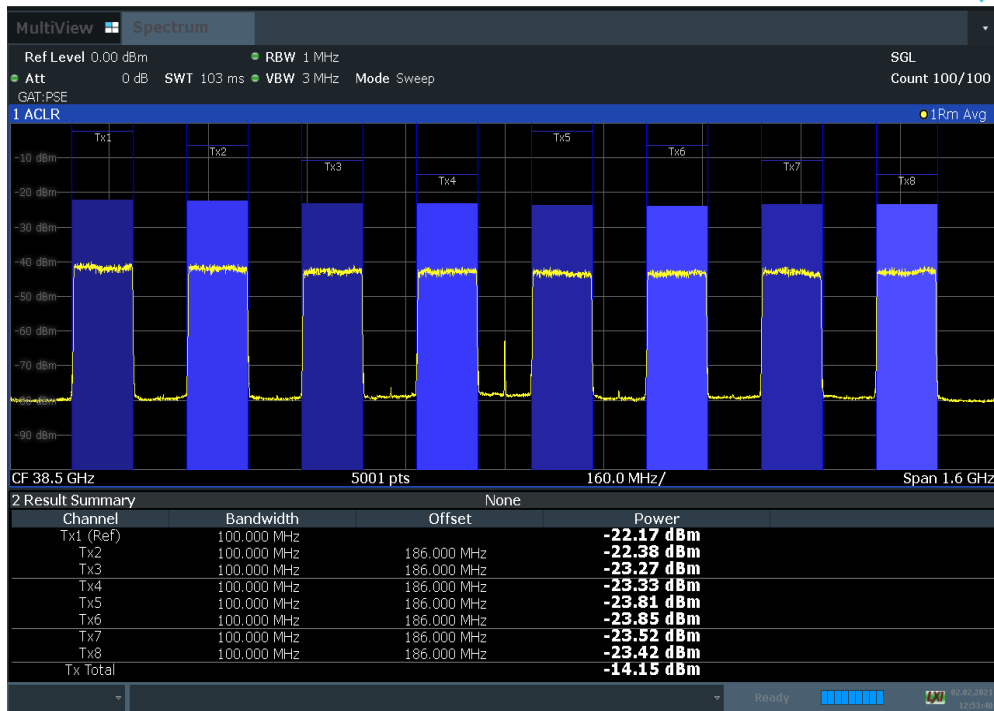 MultiView Spectrum
Ref Level 0.00 dBm RBW 1 MHz SGL
Att 0 dB SWT 103 ms VBW 3 MHz Mode Sweep Count 100/100
GAT:PSE
1 ACLR 1Rm Avg
Tx1 Tx5
Tx2 Tx6
-10 dBm
Tx3 Tx7
Tx4 Tx8
-20 dBm
-30 dBm
-40 dBm
-50 dBm
-60 dBm
-70 dBm
-80 dBm
-90 dBm
CF 38.5 GHz 5001 pts 160.0 MHz/ Span 1.6 GHz
2 Result Summary None
Channel Bandwidth Offset Power
Tx1 (Ref) 100.000 MHz -22.17 dBm
Tx2 100.000 MHz 186.000 MHz -22.38 dBm
Tx3 100.000 MHz 186.000 MHz -23.27 dBm
Tx4 100.000 MHz 186.000 MHz -23.33 dBm
Tx5 100.000 MHz 186.000 MHz -23.81 dBm
Tx6 100.000 MHz 186.000 MHz -23.85 dBm
Tx7 100.000 MHz 186.000 MHz -23.52 dBm
Tx8 100.000 MHz 186.000 MHz -23.42 dBm
Tx Total -14.15 dBm
Ready 02.02.2021
12:53:40